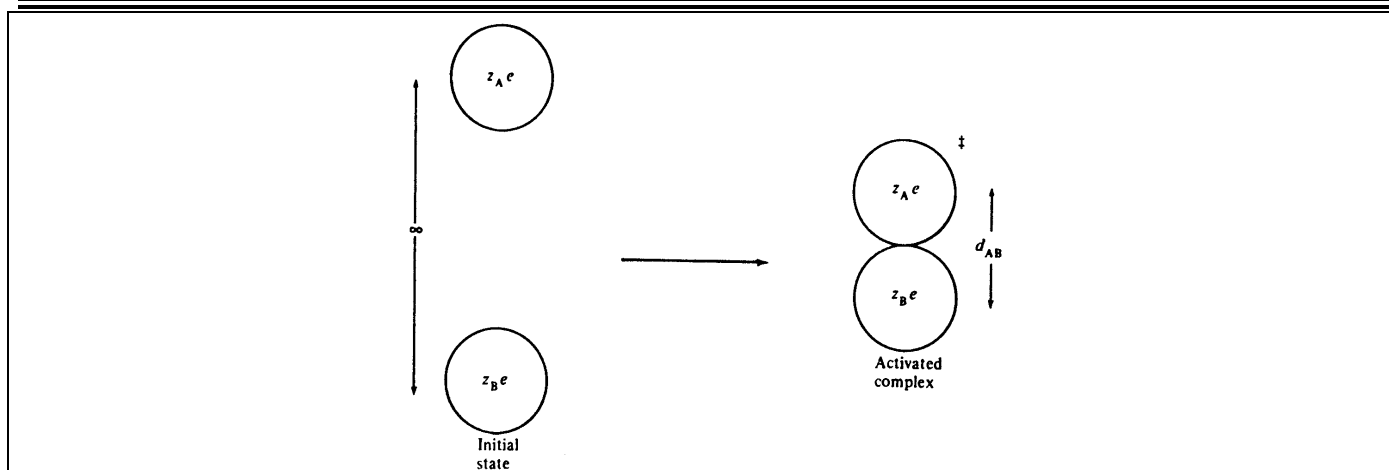 z_A e
∞
z_B e
Initial
state
‡
z_A e
d_AB
z_B e
Activated
complex